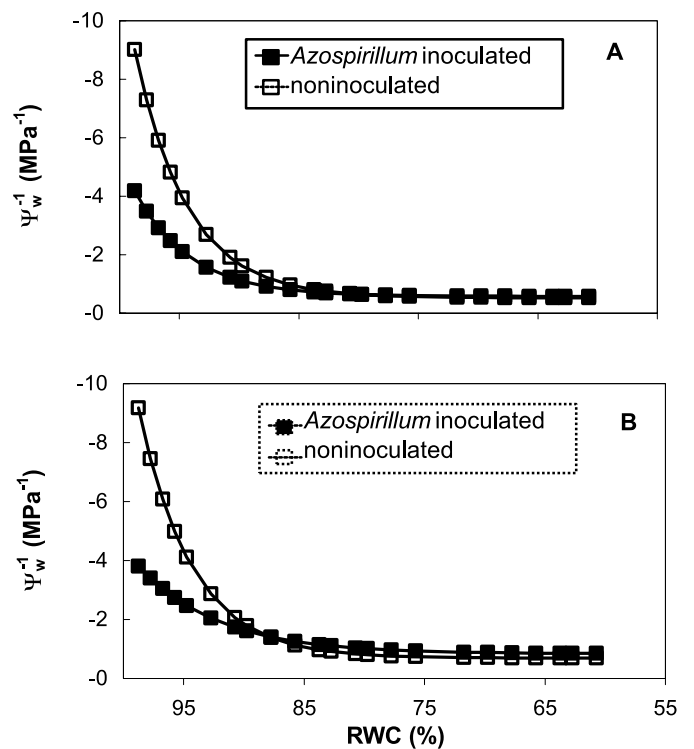 -10
-8
-6
-4
-2
-0
Ψw-1 (MPa-1)
A
Azospirillum inoculated
noninoculated
-10
-8
-6
-4
-2
-0
Ψw-1 (MPa-1)
B
Azospirillum inoculated
noninoculated
95 85 75 65 55
RWC (%)